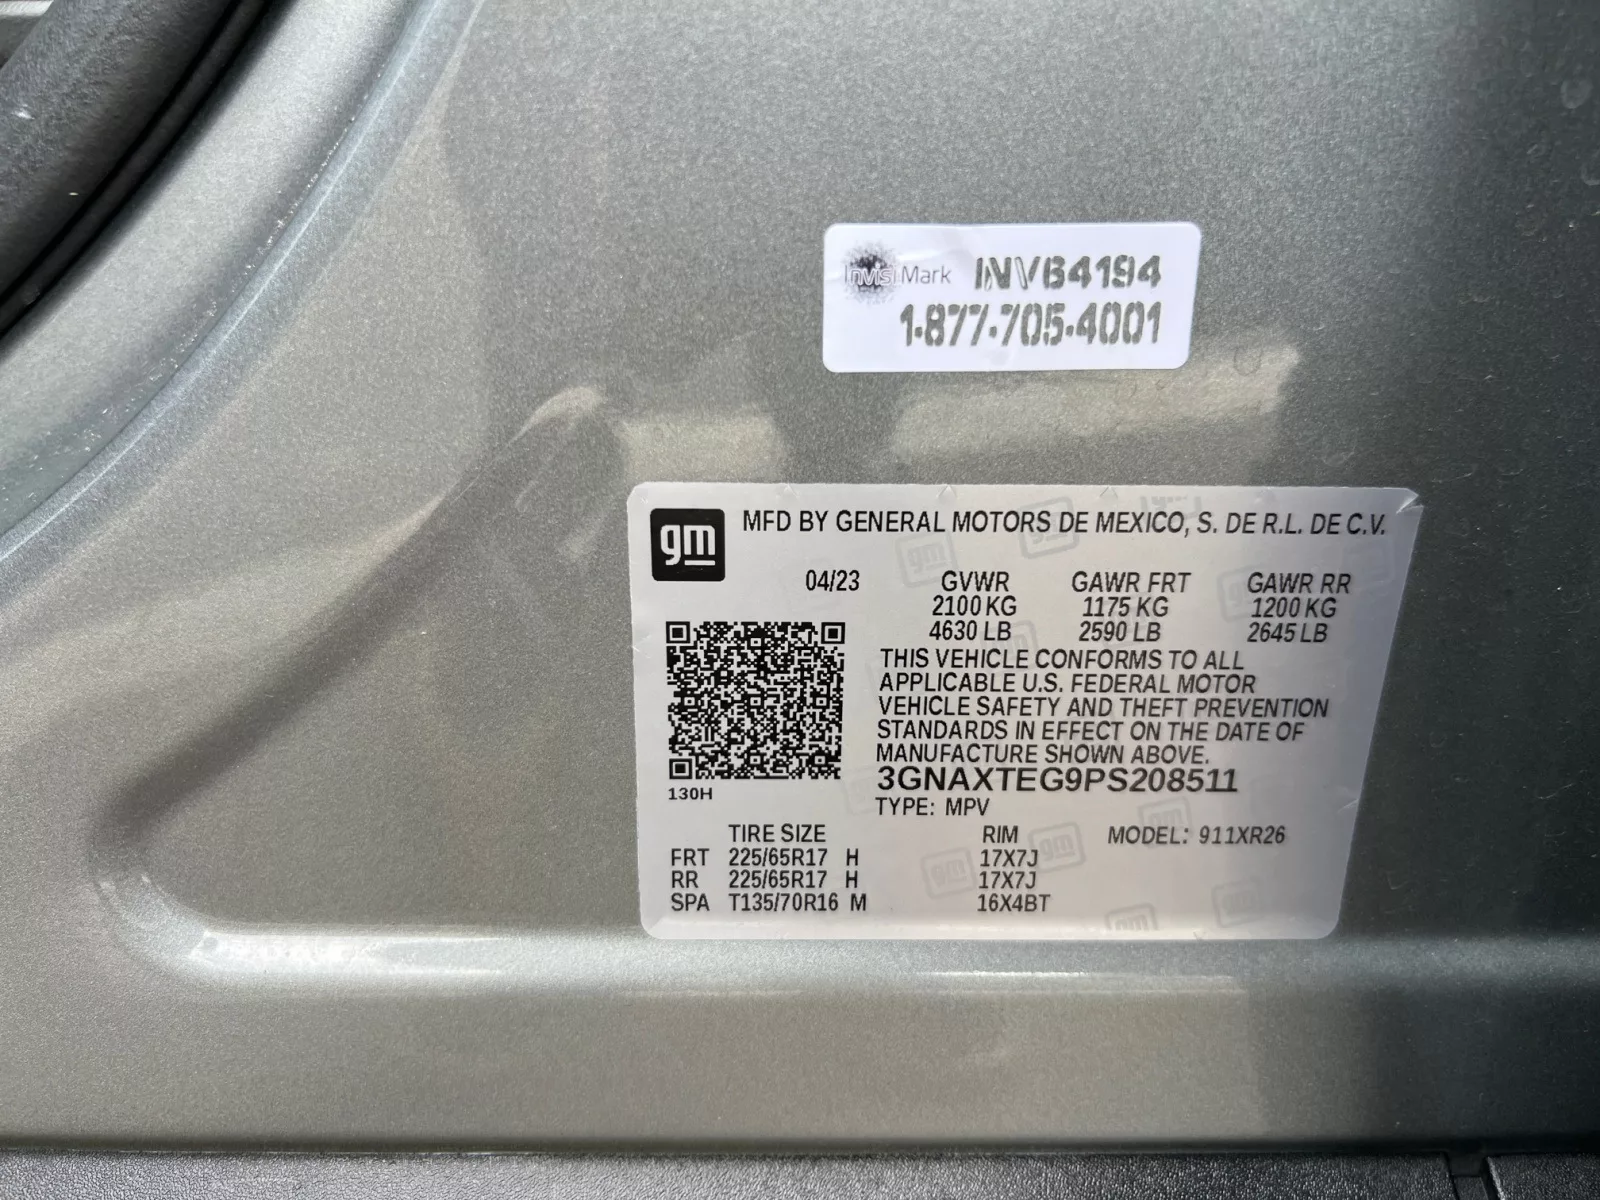 InvisiMark INV64194
1-877-705-4001
gm MFD BY GENERAL MOTORS DE MEXICO, S. DE R.L. DE C.V.
04/23 GVWR GAWR FRT GAWR RR
2100 KG 1175 KG 1200 KG
4630 LB 2590 LB 2645 LB
THIS VEHICLE CONFORMS TO ALL
APPLICABLE U.S. FEDERAL MOTOR
VEHICLE SAFETY AND THEFT PREVENTION
STANDARDS IN EFFECT ON THE DATE OF
MANUFACTURE SHOWN ABOVE.
3GNAXTEG9PS208511
130H
TYPE: MPV
TIRE SIZE RIM MODEL: 911XR26
FRT 225/65R17 H 17X7J
RR 225/65R17 H 17X7J
SPA T135/70R16 M 16X4BT